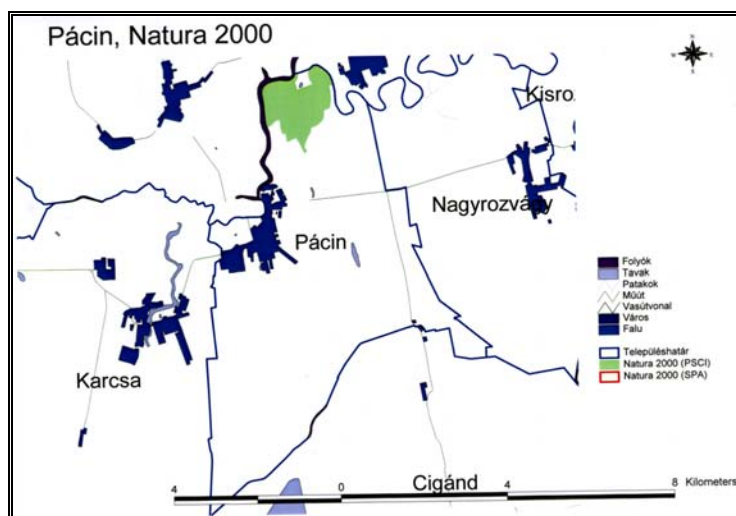 Pácin, Natura 2000
Kisroz
Nagyrozvágy
Pácin
Karcsa
Cigánd
Folyók
Tavak
Patakok
Műút
Vasútvonal
Város
Falu
Településhatár
Natura 2000 (PSCI)
Natura 2000 (SPA)
4 0 4 8 Kilometers